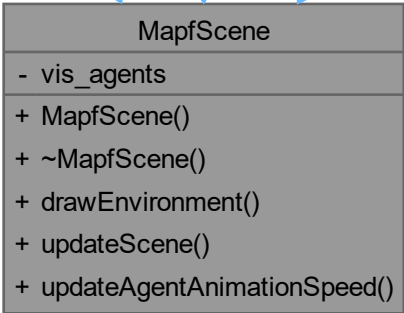 MapfScene
- vis_agents
+ MapfScene()
+ ~MapfScene()
+ drawEnvironment()
+ updateScene()
+ updateAgentAnimationSpeed()